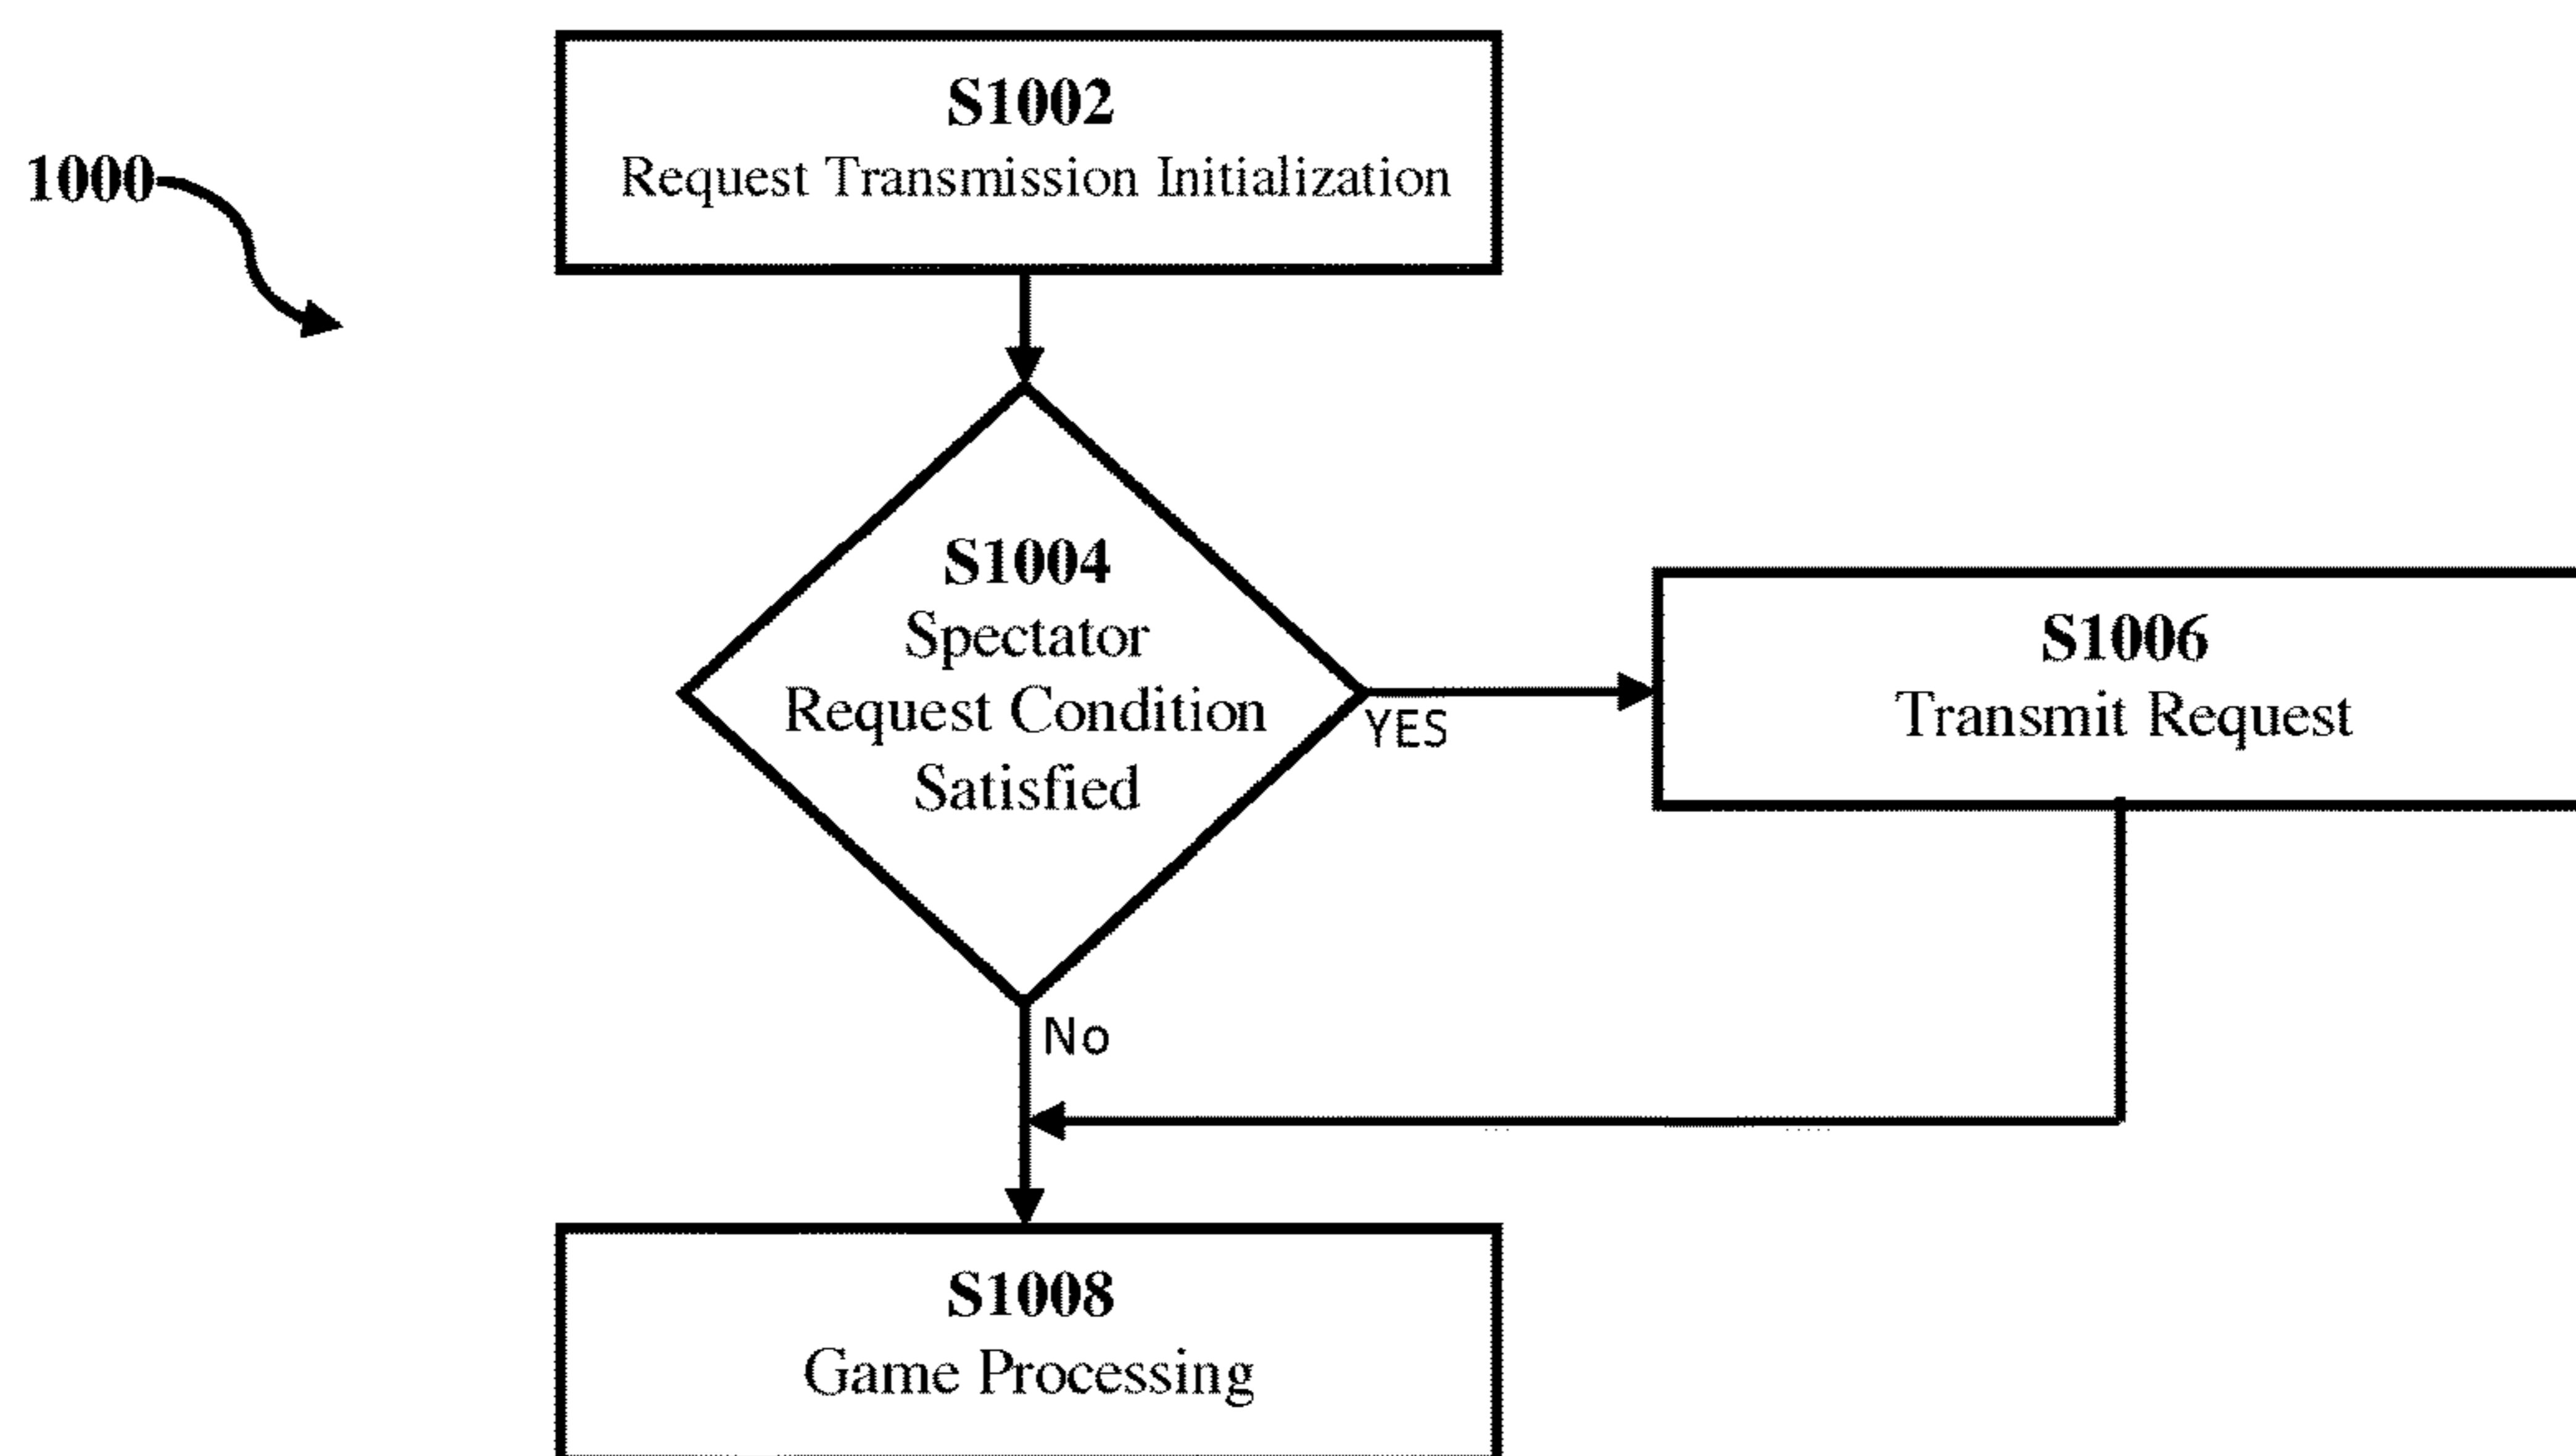 S1002
Request Transmission Initialization
1000
S1004
Spectator
Request Condition
Satisfied
YES
S1006
Transmit Request
No
S1008
Game Processing